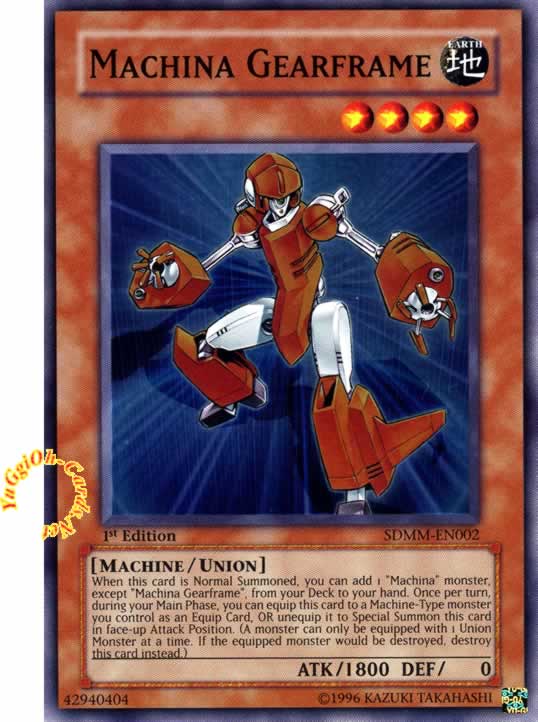 MACHINA GEARFRAME
EARTH
地
1st Edition
SDMM-EN002
[MACHINE / UNION]
When this card is Normal Summoned, you can add 1 "Machina" monster,
except "Machina Gearframe", from your Deck to your hand. Once per turn,
during your Main Phase, you can equip this card to a Machine-Type monster
you control as an Equip Card, OR unequip it to Special Summon this card
in face-up Attack Position. (A monster can only be equipped with 1 Union
Monster at a time. If the equipped monster would be destroyed, destroy
this card instead.)
ATK/1800 DEF/ 0
42940404
©1996 KAZUKI TAKAHASHI
YuGgiOh-Cards.Net